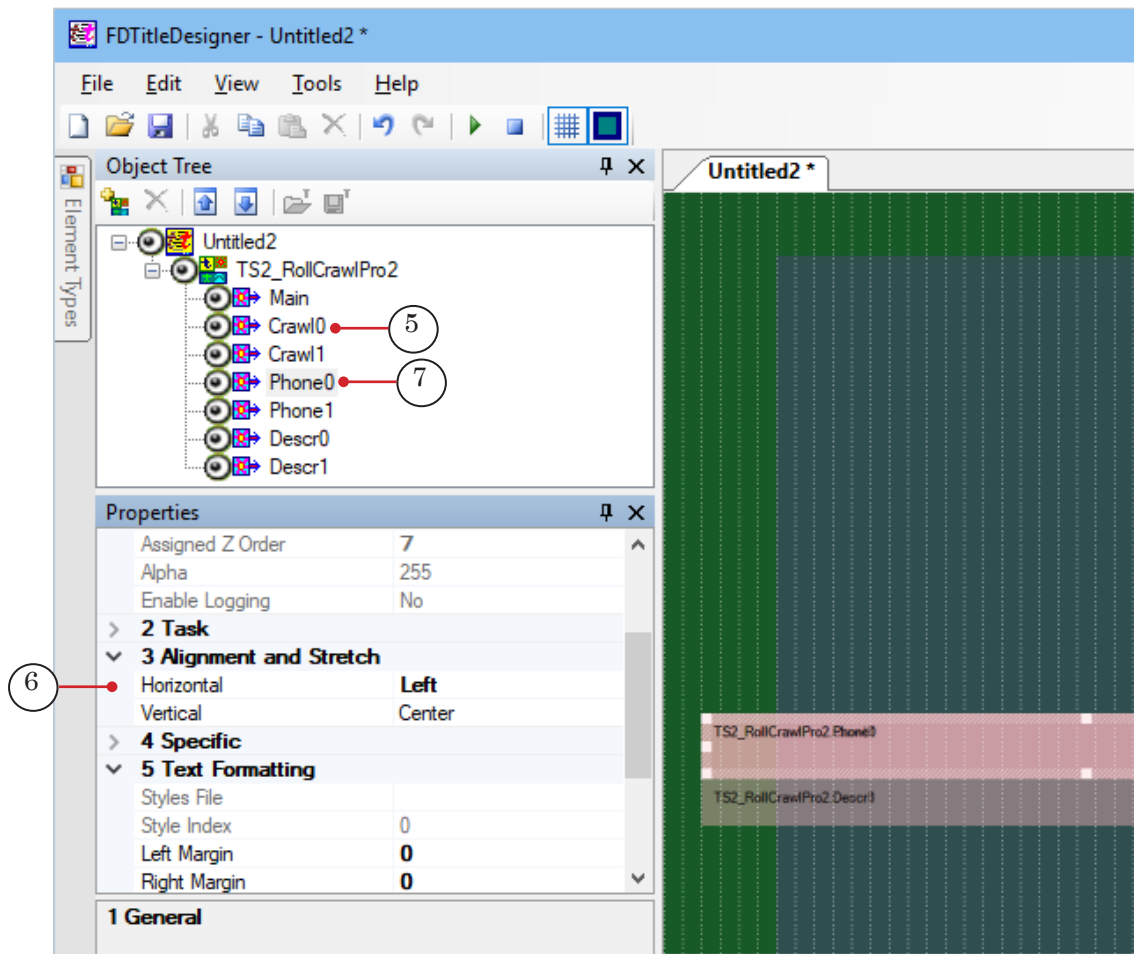 FDTitleDesigner - Untitled2 *
File Edit View Tools Help
Element Types
Object Tree
Untitled2
TS2_RollCrawlPro2
Main
Crawl0
5
Crawl1
Phone0
7
Phone1
Descr0
Descr1
Properties
Assigned Z Order 7
Alpha 255
Enable Logging No
2 Task
3 Alignment and Stretch
6
Horizontal Left
Vertical Center
4 Specific
5 Text Formatting
Styles File
Style Index 0
Left Margin 0
Right Margin 0
1 General
Untitled2 *
TS2_RollCrawlPro2.Phone0